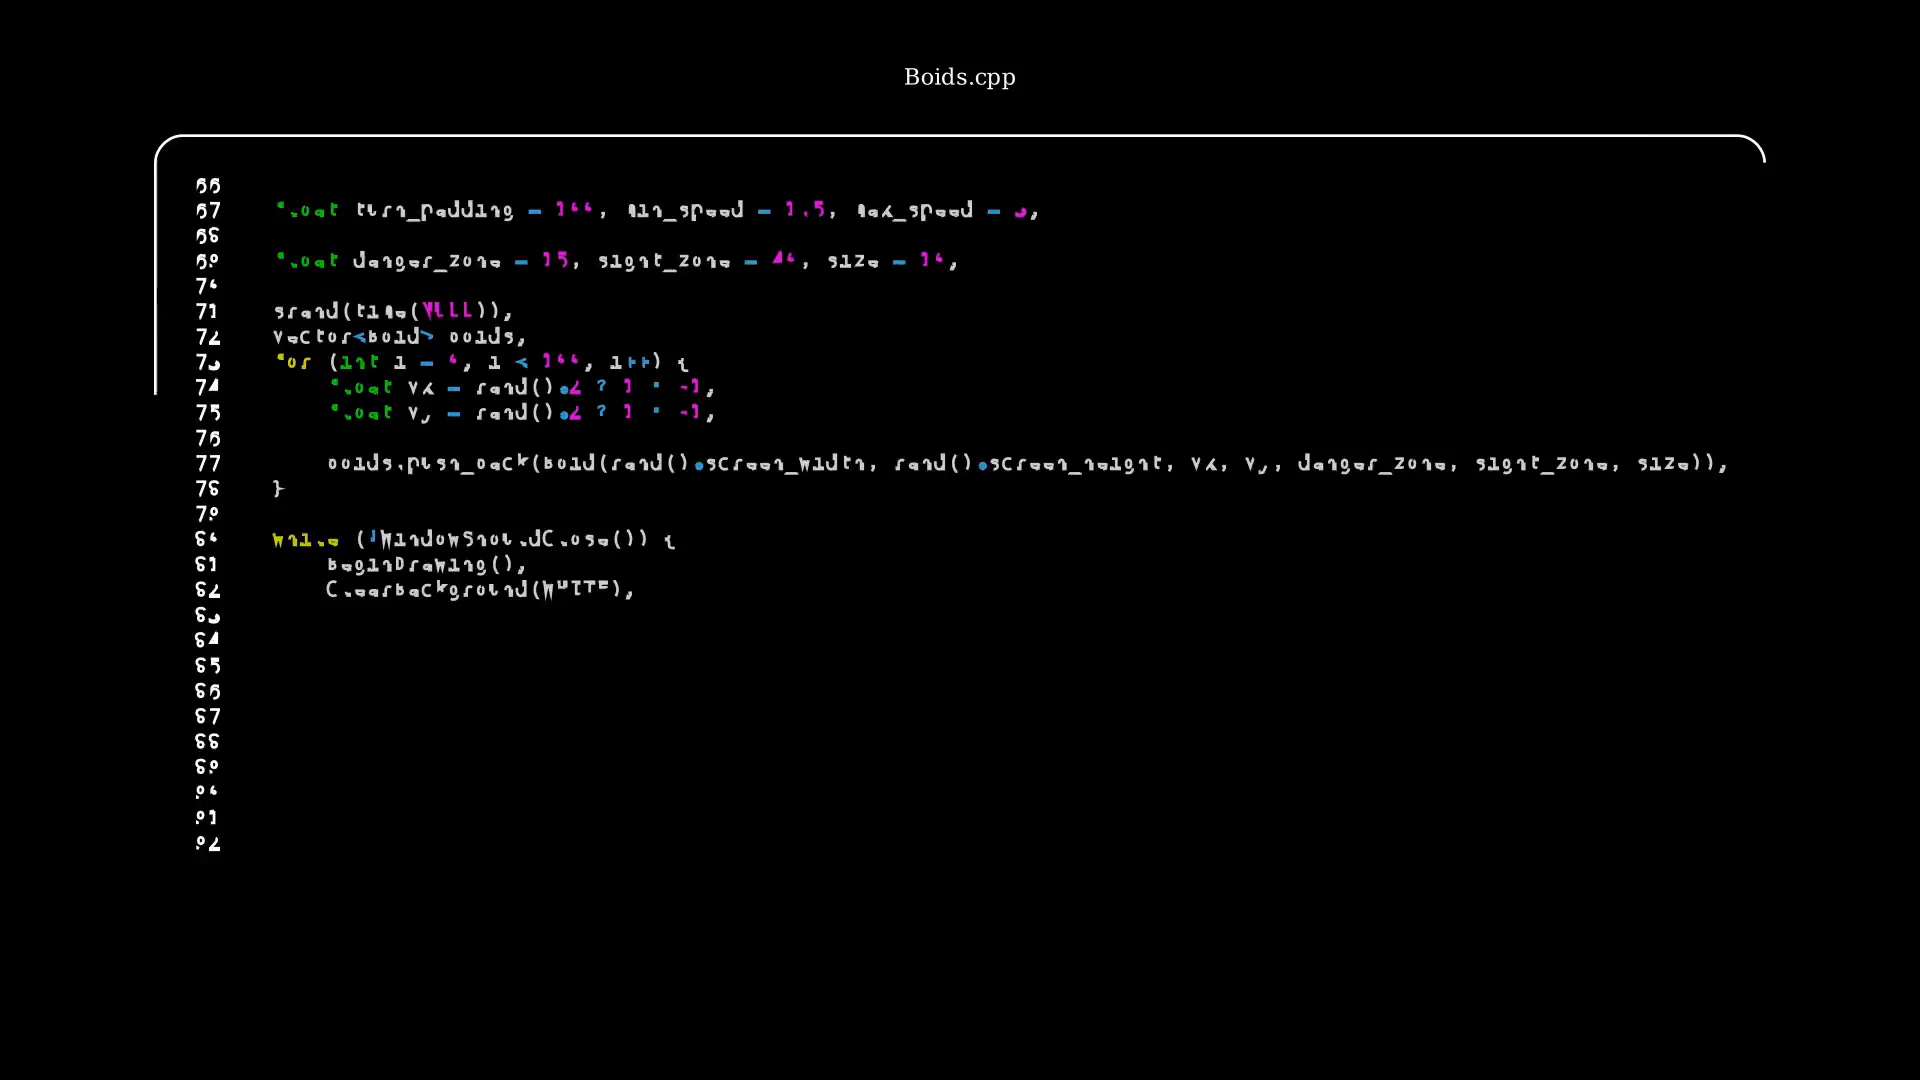 Boids.cpp
66
67 float turn_padding = 100, min_speed = 1.5, max_speed = 3;
68
69 float danger_zone = 15, sight_zone = 40, size = 10;
70
71 srand(time(NULL));
72 vector<Boid> boids;
73 for (int i = 0; i < 100; i++) {
74 float vx = rand()%2 ? 1 : -1;
75 float vy = rand()%2 ? 1 : -1;
76
77 boids.push_back(Boid(rand()%screen_width, rand()%screen_height, vx, vy, danger_zone, sight_zone, size));
78 }
79
80 while (!WindowShouldClose()) {
81 BeginDrawing();
82 ClearBackground(WHITE);
83
84
85
86
87
88
89
90
91
92